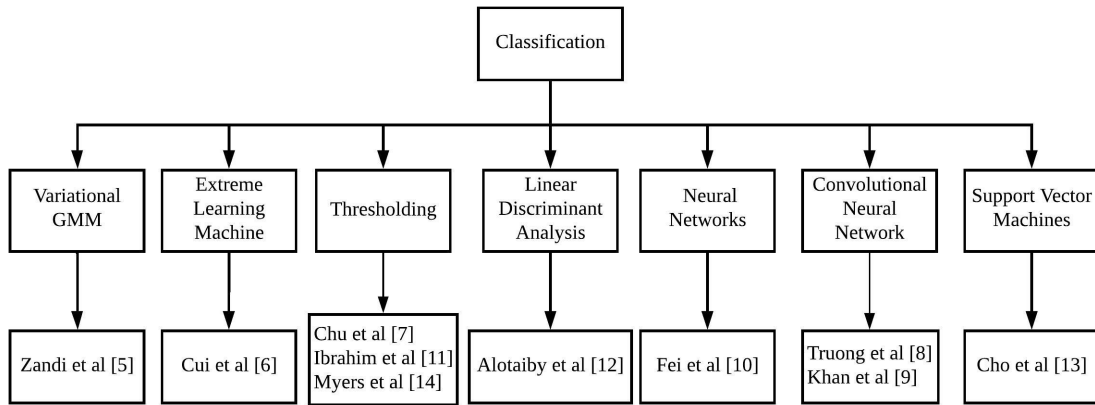 Classification
Variational
GMM
Extreme
Learning
Machine
Thresholding
Linear
Discriminant
Analysis
Neural
Networks
Convolutional
Neural
Network
Support Vector
Machines
Zandi et al [5]
Cui et al [6]
Chu et al [7]
Ibrahim et al [11]
Myers et al [14]
Alotaiby et al [12]
Fei et al [10]
Truong et al [8]
Khan et al [9]
Cho et al [13]